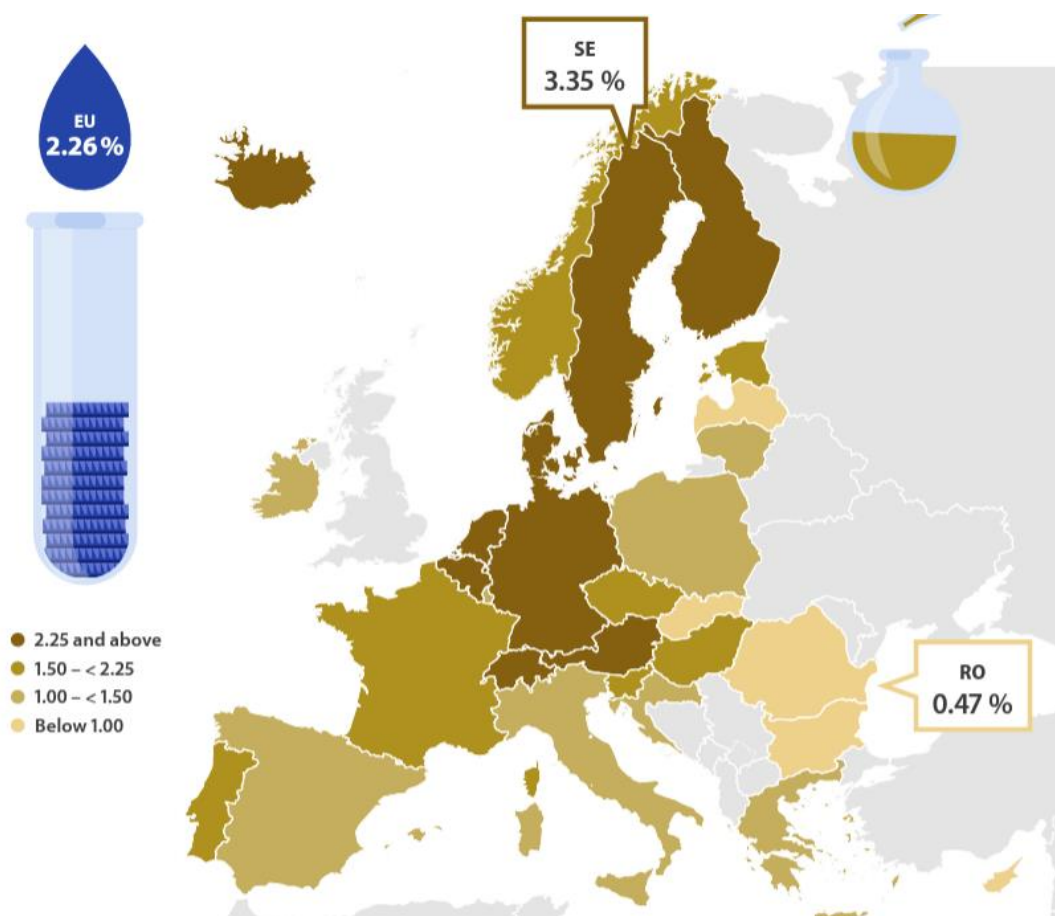 EU
2.26 %
SE
3.35 %
2.25 and above
1.50 – < 2.25
1.00 – < 1.50
Below 1.00
RO
0.47 %